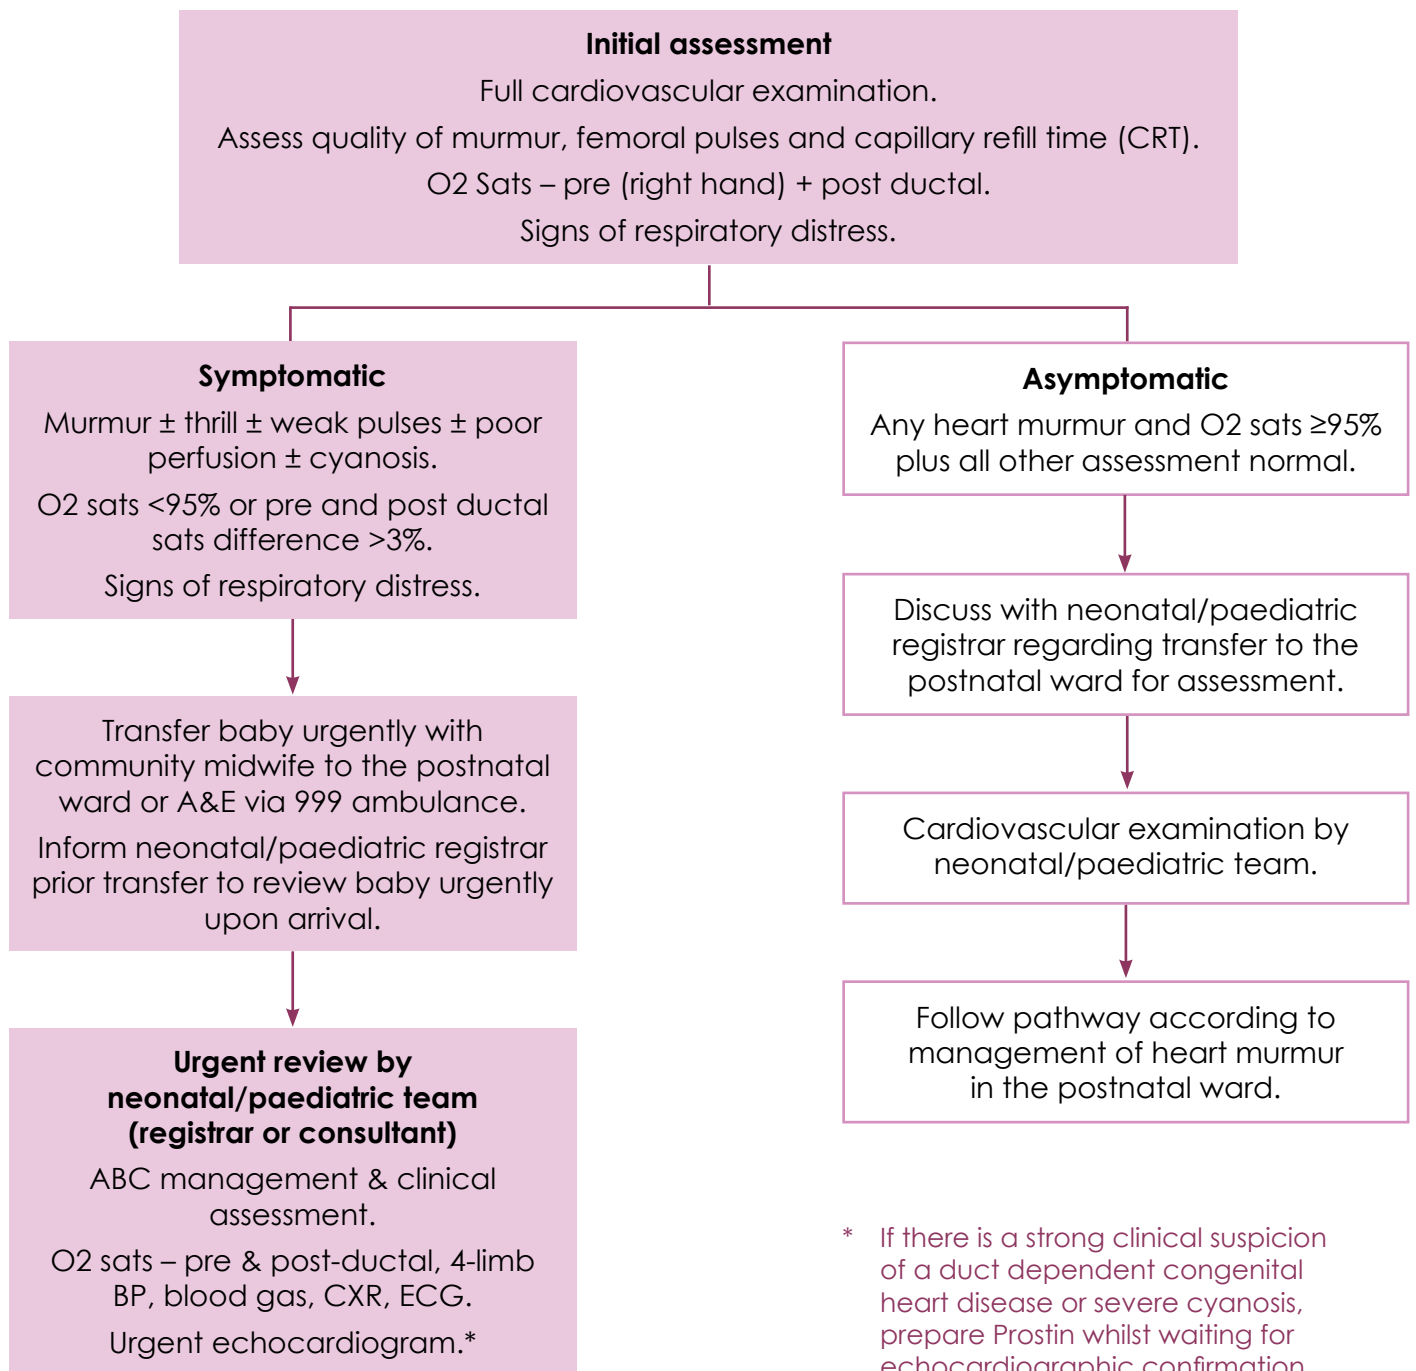 Initial assessment
Full cardiovascular examination.
Assess quality of murmur, femoral pulses and capillary refill time (CRT).
O2 Sats – pre (right hand) + post ductal.
Signs of respiratory distress.
Symptomatic
Murmur ± thrill ± weak pulses ± poor
perfusion ± cyanosis.
O2 sats <95% or pre and post ductal
sats difference >3%.
Signs of respiratory distress.
Transfer baby urgently with
community midwife to the postnatal
ward or A&E via 999 ambulance.
Inform neonatal/paediatric registrar
prior transfer to review baby urgently
upon arrival.
Urgent review by
neonatal/paediatric team
(registrar or consultant)
ABC management & clinical
assessment.
O2 sats – pre & post-ductal, 4-limb
BP, blood gas, CXR, ECG.
Urgent echocardiogram.*
Asymptomatic
Any heart murmur and O2 sats ≥95%
plus all other assessment normal.
Discuss with neonatal/paediatric
registrar regarding transfer to the
postnatal ward for assessment.
Cardiovascular examination by
neonatal/paediatric team.
Follow pathway according to
management of heart murmur
in the postnatal ward.
* If there is a strong clinical suspicion
of a duct dependent congenital
heart disease or severe cyanosis,
prepare Prostin whilst waiting for
echocardiographic confirmation